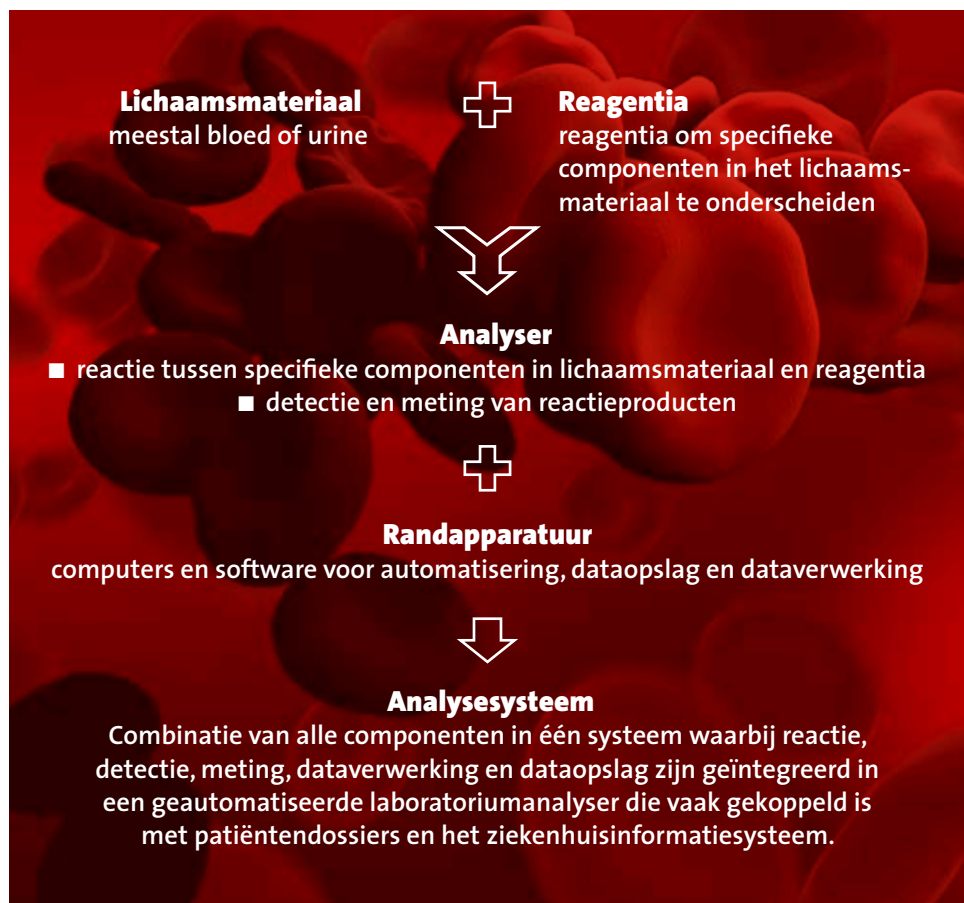 Lichaamsmateriaal
meestal bloed of urine
Reagentia
reagentia om specifieke
componenten in het lichaams-
materiaal te onderscheiden
Analyser
■ reactie tussen specifieke componenten in lichaamsmateriaal en reagentia
■ detectie en meting van reactieproducten
Randapparatuur
computers en software voor automatisering, dataopslag en dataverwerking
Analysesysteem
Combinatie van alle componenten in één systeem waarbij reactie,
detectie, meting, dataverwerking en dataopslag zijn geïntegreerd in
een geautomatiseerde laboratoriumanalyser die vaak gekoppeld is
met patiëntendossiers en het ziekenhuisinformatiesysteem.